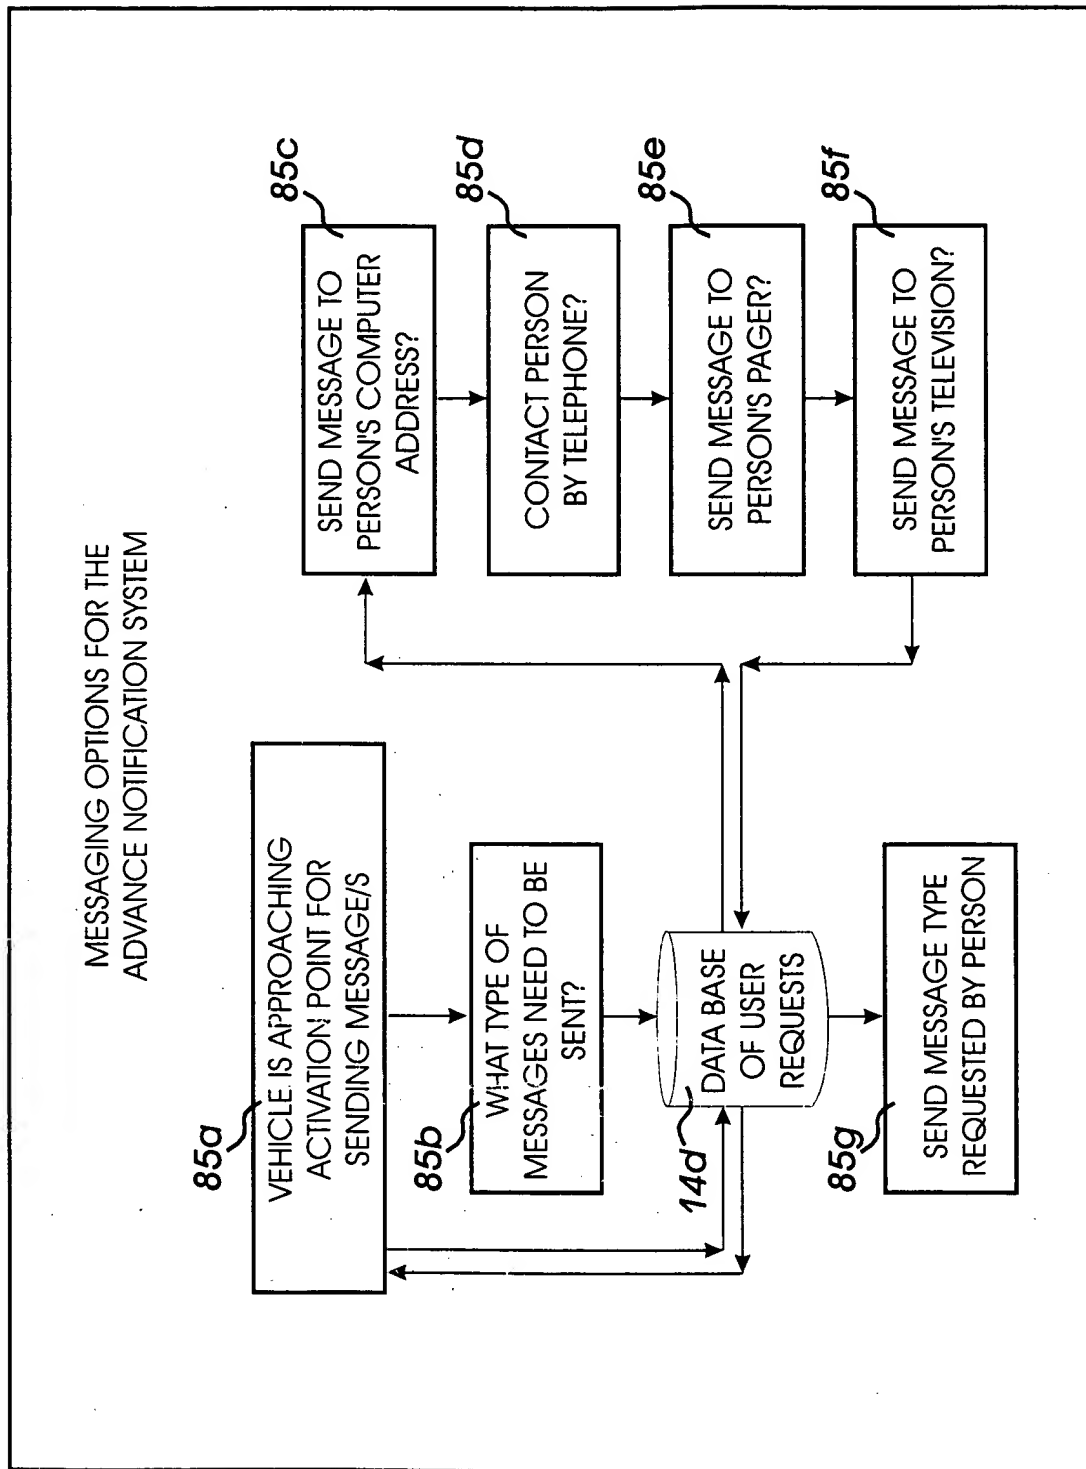 MESSAGING OPTIONS FOR THE
ADVANCE NOTIFICATION SYSTEM
85a
VEHICLE IS APPROACHING
ACTIVATION POINT FOR
SENDING MESSAGE/S
85b
WHAT TYPE OF
MESSAGES NEED TO BE
SENT?
14d
DATA BASE
OF USER
REQUESTS
85g
SEND MESSAGE TYPE
REQUESTED BY PERSON
85c
SEND MESSAGE TO
PERSON'S COMPUTER
ADDRESS?
85d
CONTACT PERSON
BY TELEPHONE?
85e
SEND MESSAGE TO
PERSON'S PAGER?
85f
SEND MESSAGE TO
PERSON'S TELEVISION?